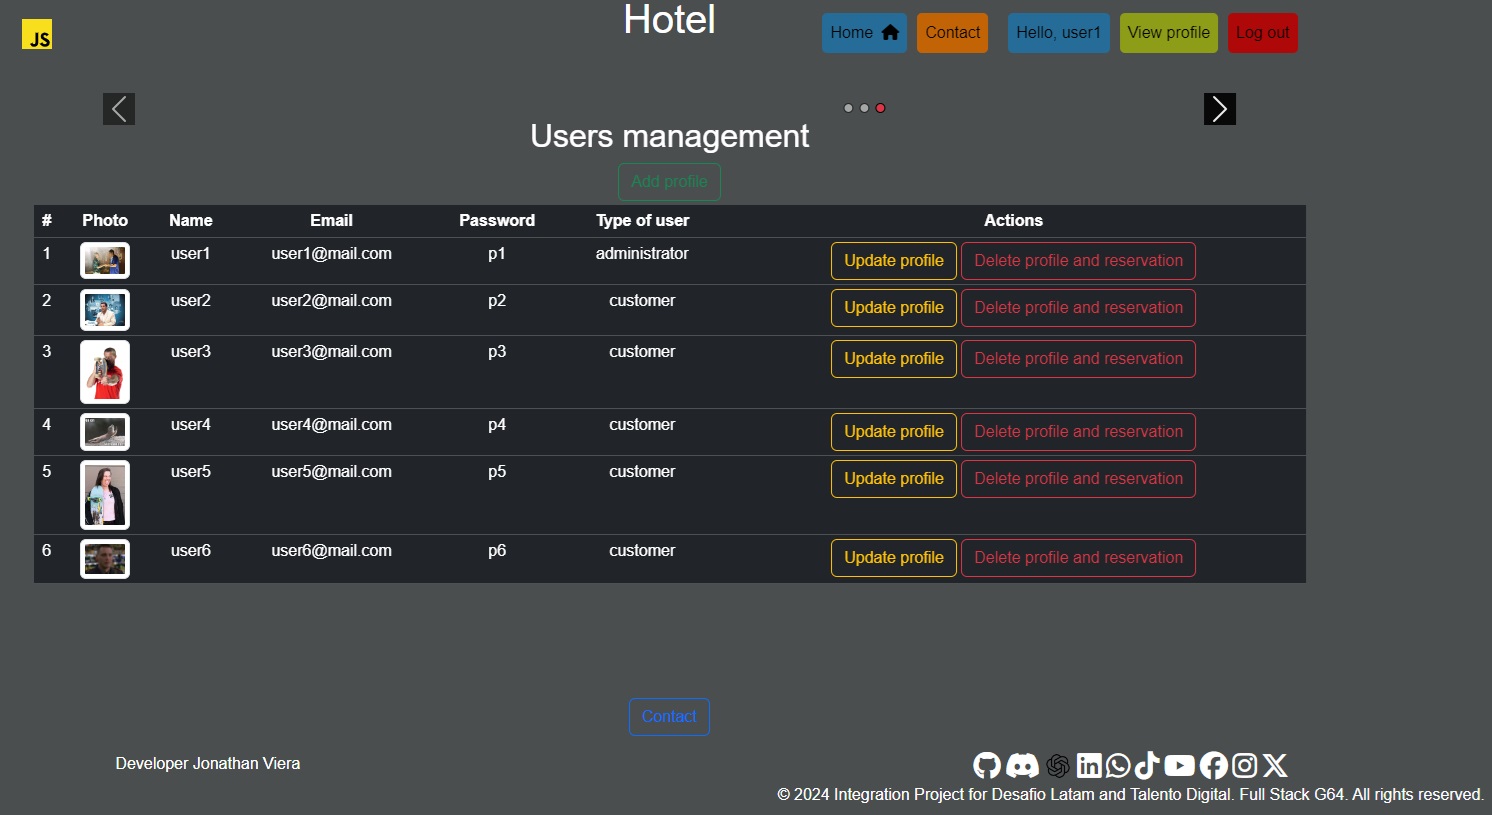 JS
Hotel
Home Contact Hello, user1 View profile Log out
Users management
Add profile
# Photo Name Email Password Type of user Actions
1 user1 user1@mail.com p1 administrator Update profile Delete profile and reservation
2 user2 user2@mail.com p2 customer Update profile Delete profile and reservation
3 user3 user3@mail.com p3 customer Update profile Delete profile and reservation
4 user4 user4@mail.com p4 customer Update profile Delete profile and reservation
5 user5 user5@mail.com p5 customer Update profile Delete profile and reservation
6 user6 user6@mail.com p6 customer Update profile Delete profile and reservation
Contact
Developer Jonathan Viera
© 2024 Integration Project for Desafio Latam and Talento Digital. Full Stack G64. All rights reserved.